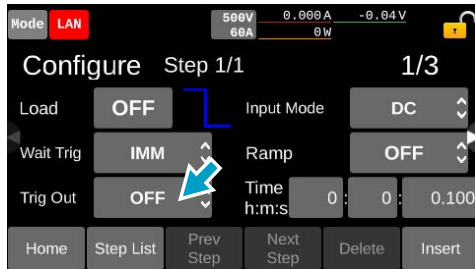 Mode LAN 500V 0.000A -0.04V
60A 0W
Configure Step 1/1 1/3
Load OFF Input Mode DC
Wait Trig IMM Ramp OFF
Trig Out OFF Time h:m:s 0 : 0 : 0.100
Home Step List Prev Step Next Step Delete Insert